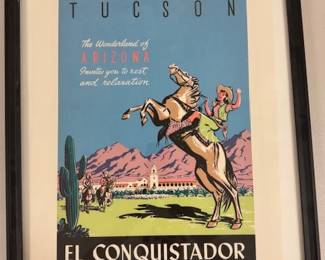 TUCSON
The Wonderland of
ARIZONA
Invites you to rest
and relaxation
EL CONQUISTADOR